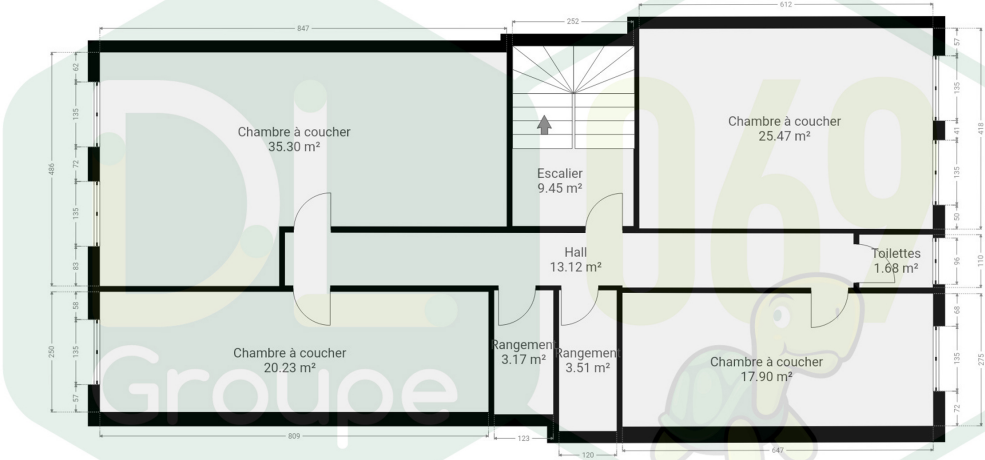 612
847
252
57
62
135
135
418
Chambre à coucher
35.30 m²
Chambre à coucher
25.47 m²
41
486
72
Escalier
9.45 m²
135
135
50
83
Hall
13.12 m²
Toilettes
1.68 m²
96
110
58
68
250
135
Chambre à coucher
20.23 m²
Rangement
3.17 m²
Rangement
3.51 m²
Chambre à coucher
17.90 m²
135
275
57
72
809
123
120
647
DL
069
Groupe